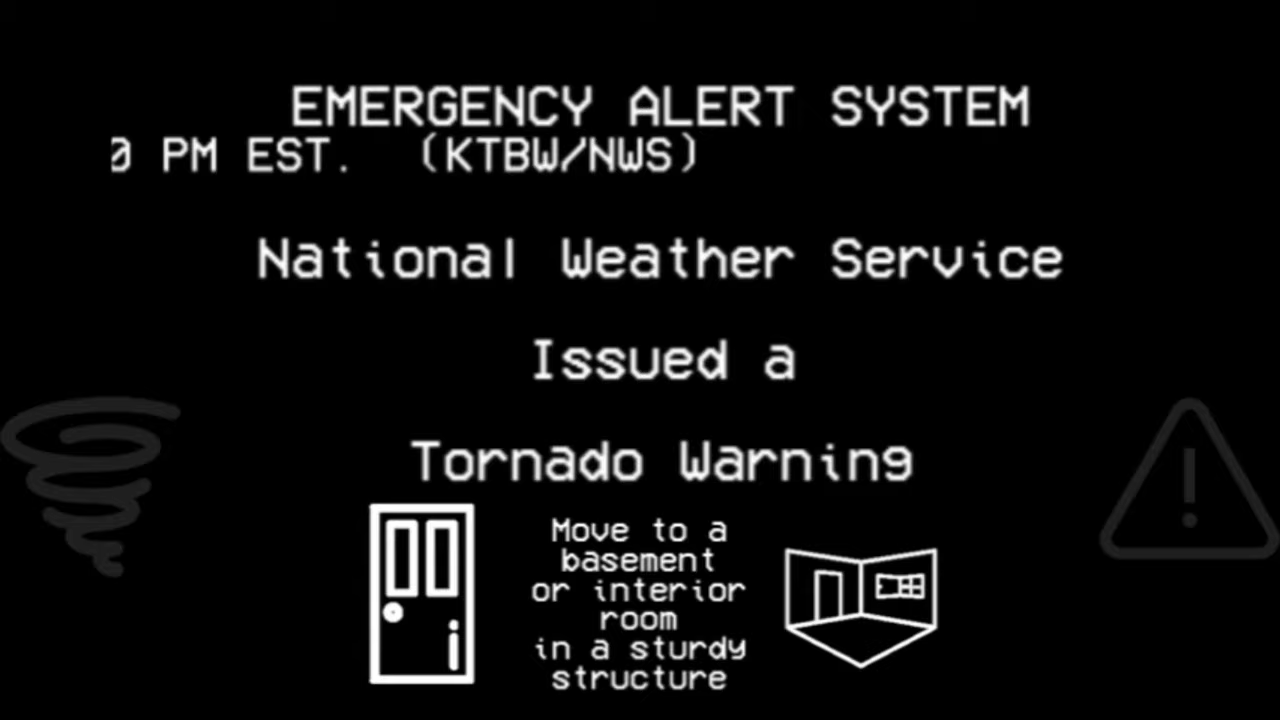 EMERGENCY ALERT SYSTEM
0 PM EST. (KTBW/NWS)
National Weather Service
Issued a
Tornado Warning
Move to a
basement
or interior
room
in a sturdy
structure